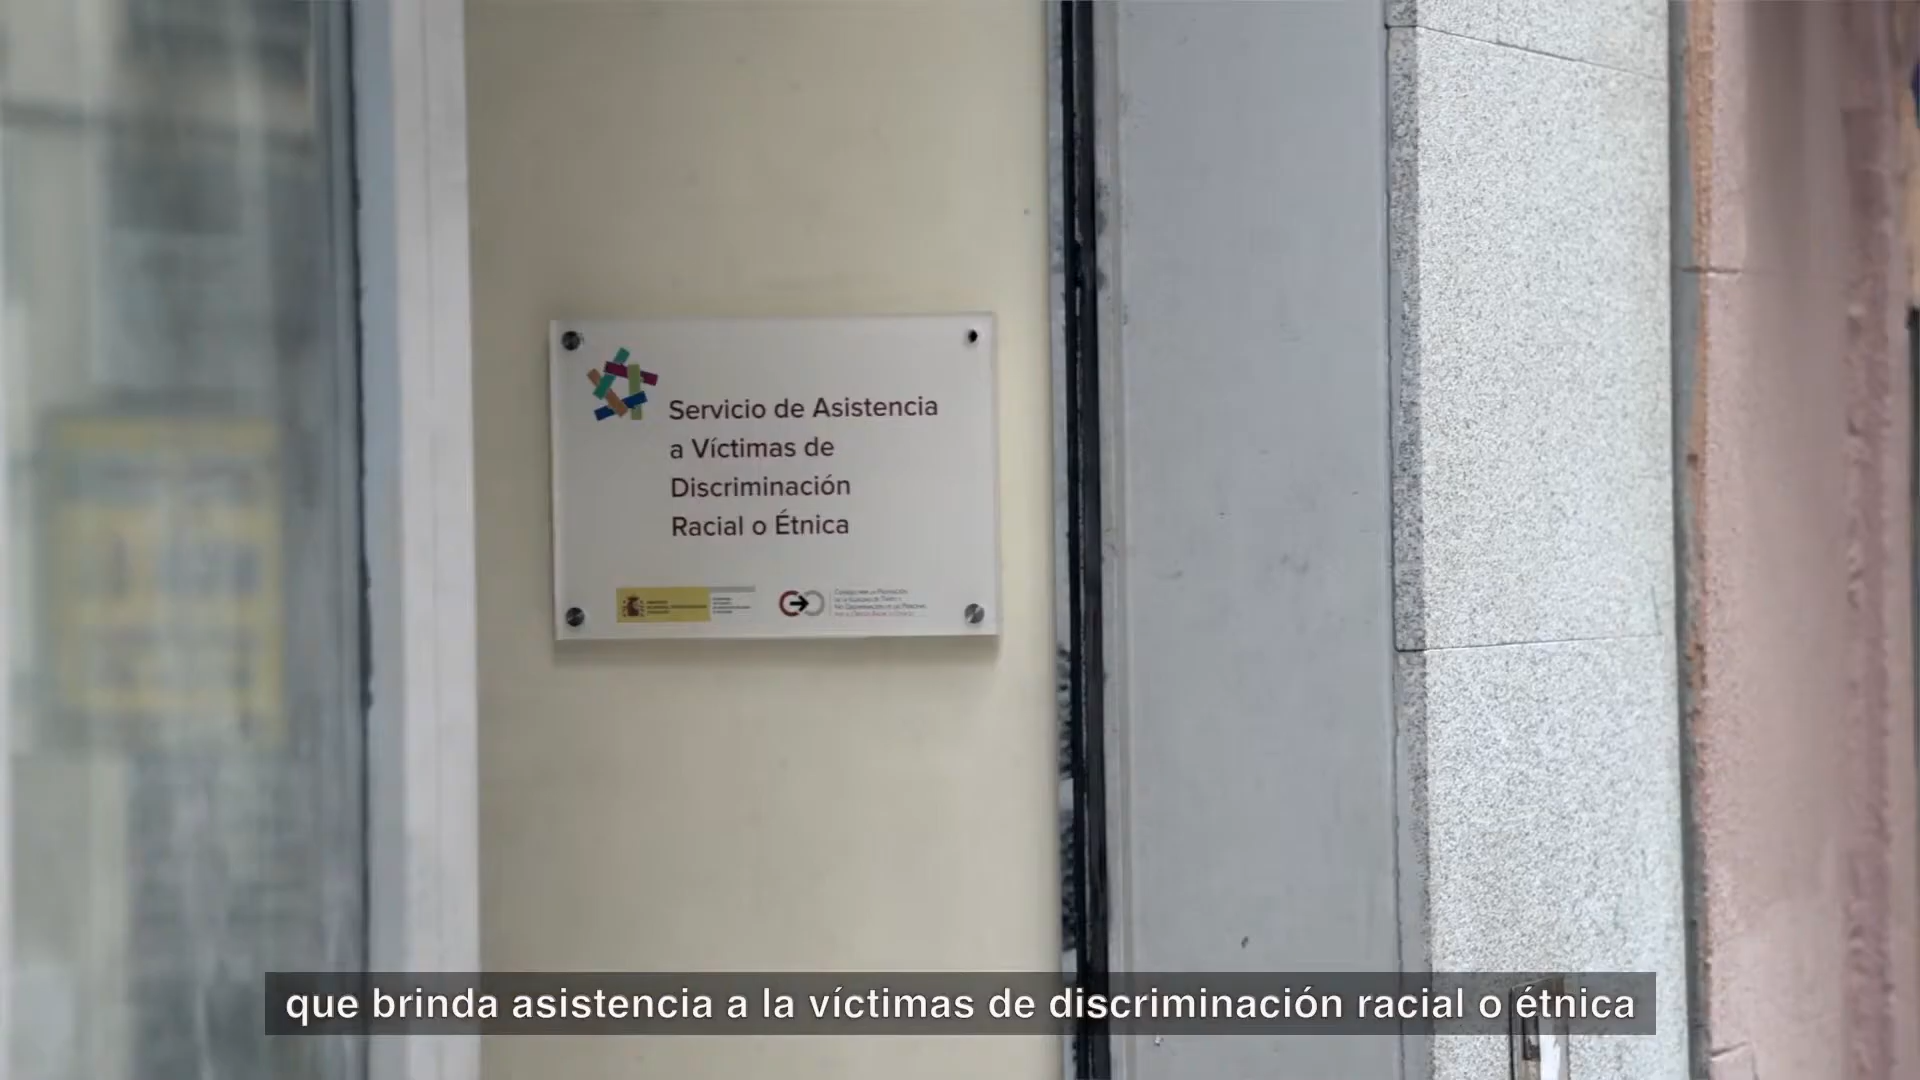 Servicio de Asistencia
a Víctimas de
Discriminación
Racial o Étnica
que brinda asistencia a la víctimas de discriminación racial o étnica